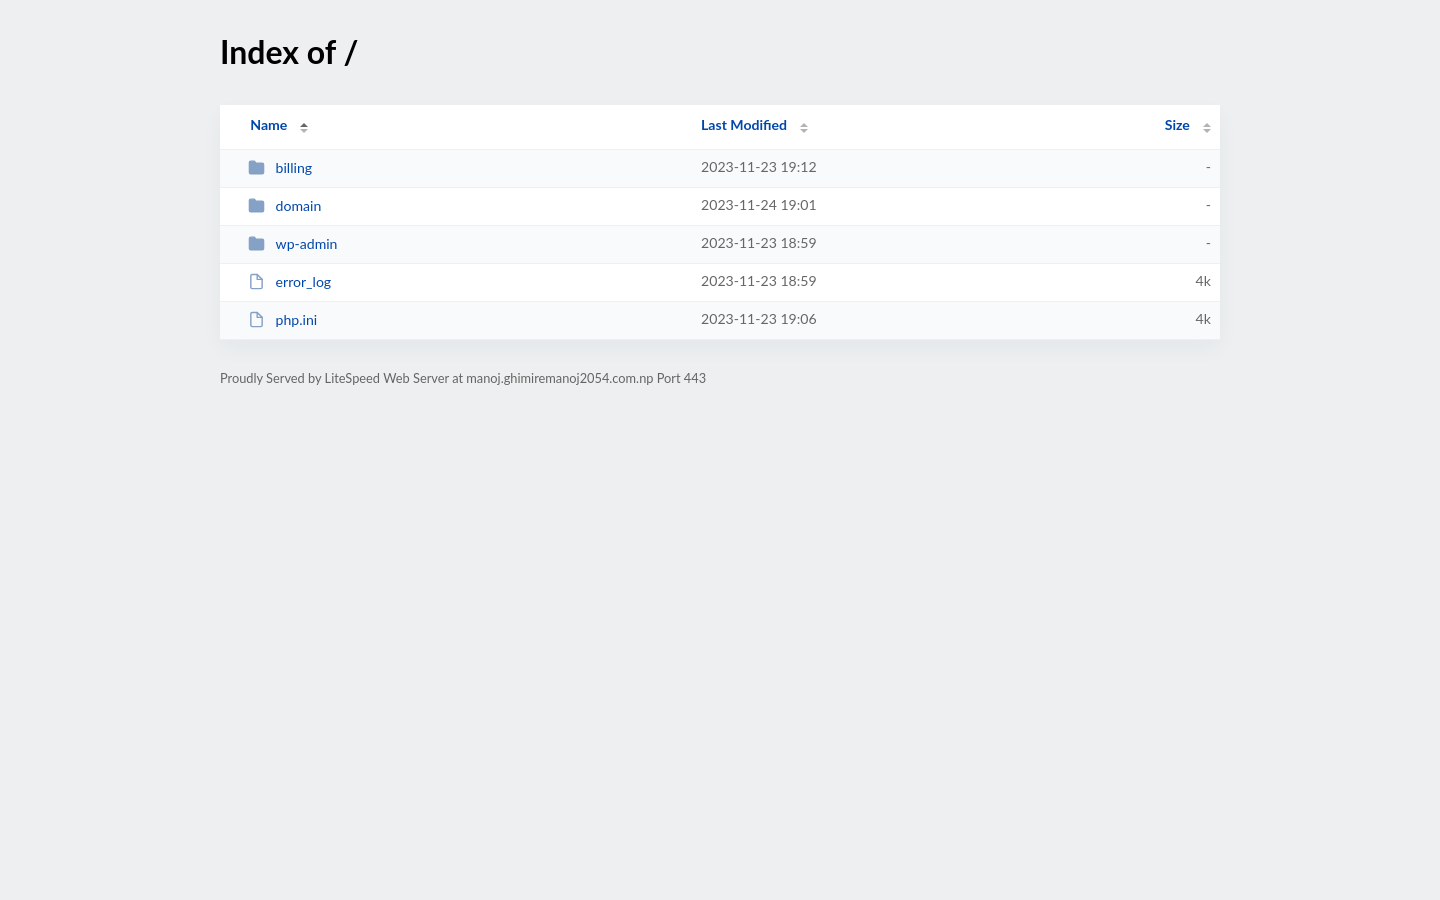 Index of /
Name Last Modified Size
billing 2023-11-23 19:12 -
domain 2023-11-24 19:01 -
wp-admin 2023-11-23 18:59 -
error_log 2023-11-23 18:59 4k
php.ini 2023-11-23 19:06 4k
Proudly Served by LiteSpeed Web Server at manoj.ghimiremanoj2054.com.np Port 443